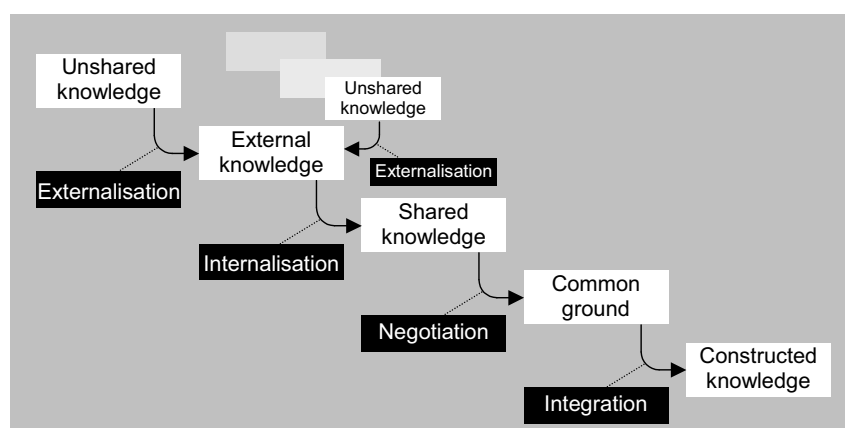 Unshared
knowledge
Unshared
knowledge
External
knowledge
Externalisation
Externalisation
Shared
knowledge
Internalisation
Common
ground
Negotiation
Constructed
knowledge
Integration